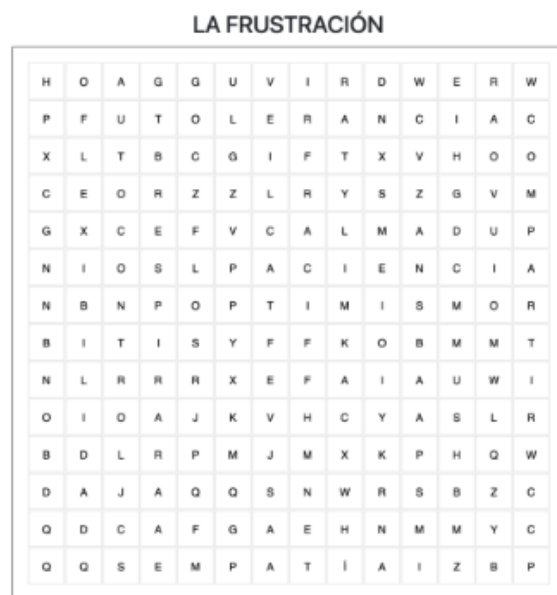 LA FRUSTRACIÓN
H O A G G U V I R D W E R W
P F U T O L E R A N C I A C
X L T B C G I F T X V H O O
C E O R Z Z L R Y S Z G V M
G X C E F V C A L M A D U P
N I O S L P A C I E N C I A
N B N P O P T I M I S M O R
B I T I S Y F F K O B M M T
N L R R R X E F A I A U W I
O I O A J K V H C Y A S L R
B D L R P M J M X K P H Q W
D A J A Q Q S N W R S B Z C
Q D C A F G A E H N M M Y C
Q Q S E M P A T Í A I Z B P